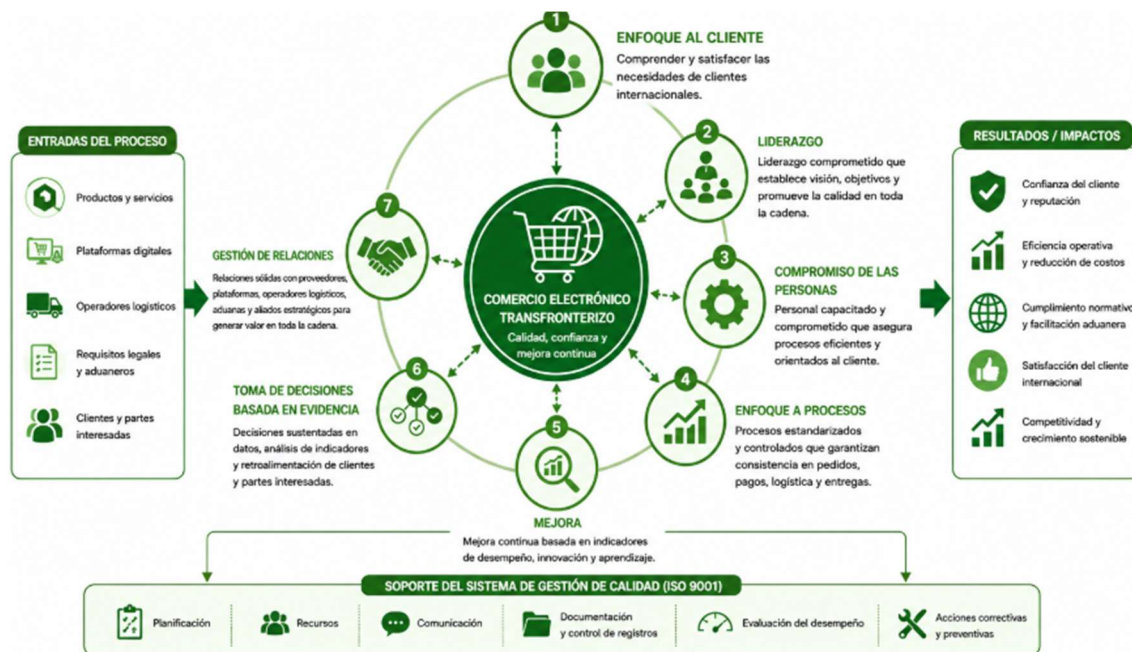 1
ENFOQUE AL CLIENTE
Comprender y satisfacer las
necesidades de clientes
internacionales.
ENTRADAS DEL PROCESO
Productos y servicios
Plataformas digitales
Operadores logísticos
Requisitos legales
y aduaneros
Clientes y partes
interesadas
2
LIDERAZGO
Liderazgo comprometido que
establece visión, objetivos y
promueve la calidad en toda
la cadena.
3
COMPROMISO DE LAS
PERSONAS
Personal capacitado y
comprometido que asegura
procesos eficientes y
orientados al cliente.
4
ENFOQUE A PROCESOS
Procesos estandarizados
y controlados que garantizan
consistencia en pedidos,
pagos, logística y entregas.
5
MEJORA
Mejora continua basada en indicadores
de desempeño, innovación y aprendizaje.
6
TOMA DE DECISIONES
BASADA EN EVIDENCIA
Decisiones sustentadas en
datos, análisis de indicadores
y retroalimentación de clientes
y partes interesadas.
7
GESTIÓN DE RELACIONES
Relaciones sólidas con proveedores,
plataformas, operadores logísticos,
aduanas y aliados estratégicos para
generar valor en toda la cadena.
COMERCIO ELECTRÓNICO
TRANSFRONTERIZO
Calidad, confianza y
mejora continua
RESULTADOS / IMPACTOS
Confianza del cliente
y reputación
Eficiencia operativa
y reducción de costos
Cumplimiento normativo
y facilitación aduanera
Satisfacción del cliente
internacional
Competitividad y
crecimiento sostenible
SOPORTE DEL SISTEMA DE GESTIÓN DE CALIDAD (ISO 9001)
Planificación
Recursos
Comunicación
Documentación
y control de registros
Evaluación del desempeño
Acciones correctivas
y preventivas